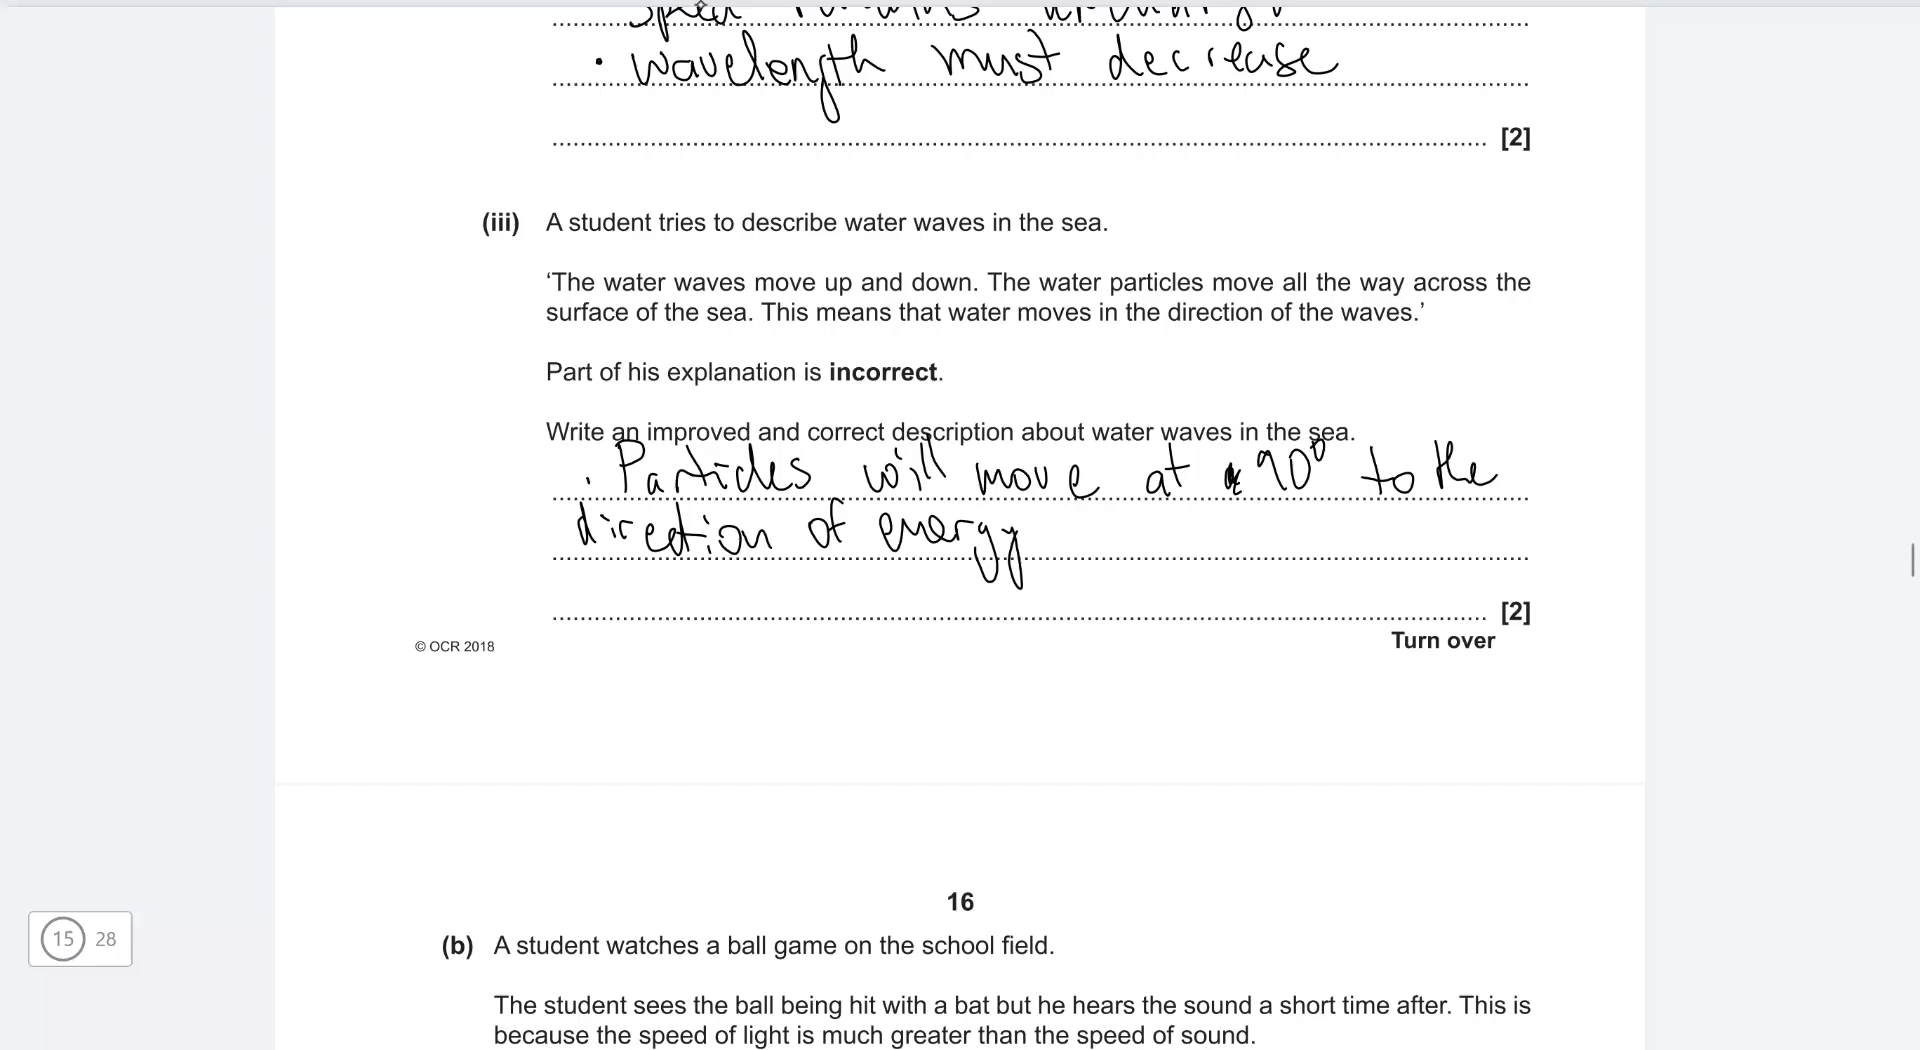 • wavelength must decrease
[2]
(iii) A student tries to describe water waves in the sea.
‘The water waves move up and down. The water particles move all the way across the
surface of the sea. This means that water moves in the direction of the waves.’
Part of his explanation is incorrect.
Write an improved and correct description about water waves in the sea.
• Particles will move at 90° to the
direction of energy
[2]
© OCR 2018
Turn over
16
15 28
(b) A student watches a ball game on the school field.
The student sees the ball being hit with a bat but he hears the sound a short time after. This is
because the speed of light is much greater than the speed of sound.